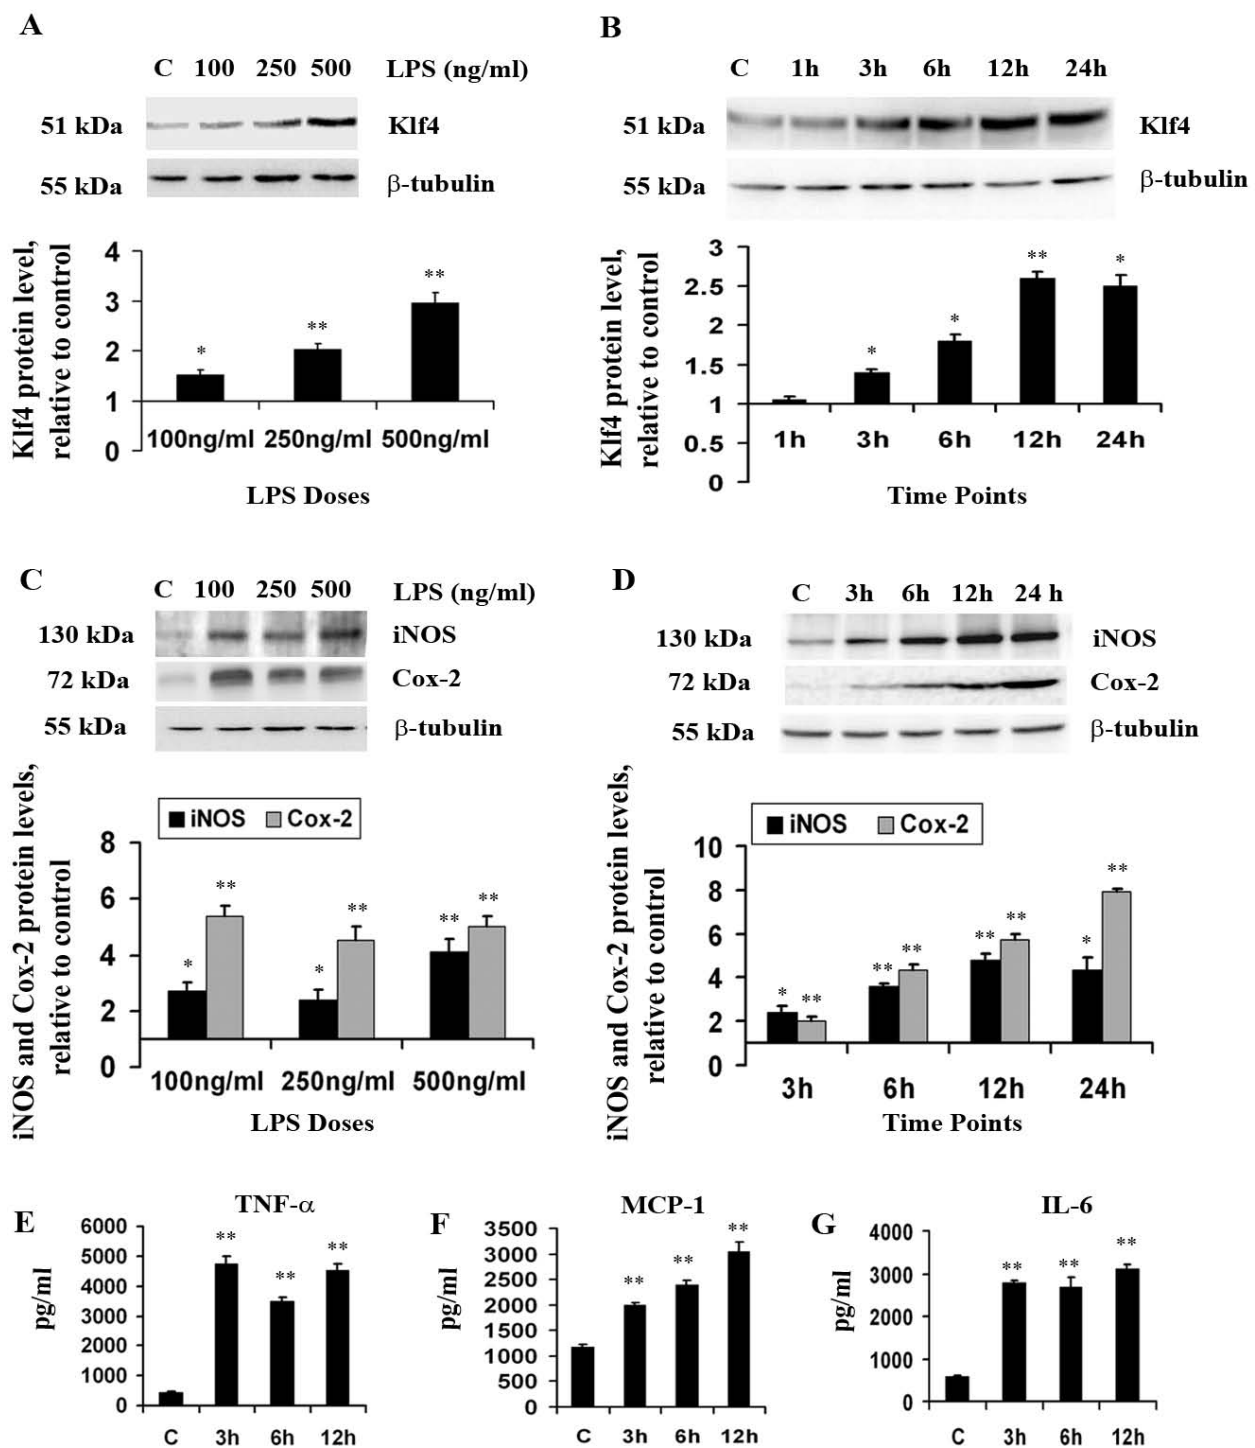 A
C 100 250 500 LPS (ng/ml)
51 kDa Klf4
55 kDa β-tubulin
Klf4 protein level,
relative to control
4
3
2
1
0
*
**
**
100ng/ml 250ng/ml 500ng/ml
LPS Doses
B
C 1h 3h 6h 12h 24h
51 kDa Klf4
55 kDa β-tubulin
Klf4 protein level,
relative to control
3
2.5
2
1.5
1
0.5
0
*
*
**
*
1h 3h 6h 12h 24h
Time Points
C
C 100 250 500 LPS (ng/ml)
130 kDa iNOS
72 kDa Cox-2
55 kDa β-tubulin
iNOS and Cox-2 protein levels,
relative to control
iNOS Cox-2
8
6
4
2
0
*
**
*
**
**
**
100ng/ml 250ng/ml 500ng/ml
LPS Doses
D
C 3h 6h 12h 24 h
130 kDa iNOS
72 kDa Cox-2
55 kDa β-tubulin
iNOS and Cox-2 protein levels,
relative to control
iNOS Cox-2
10
8
6
4
2
0
*
**
**
**
**
**
*
**
3h 6h 12h 24h
Time Points
E
TNF-α
pg/ml
6000
5000
4000
3000
2000
1000
0
**
**
**
C 3h 6h 12h
F
MCP-1
pg/ml
3500
3000
2500
2000
1500
1000
500
0
**
**
**
C 3h 6h 12h
G
IL-6
pg/ml
4000
3000
2000
1000
0
**
**
**
C 3h 6h 12h